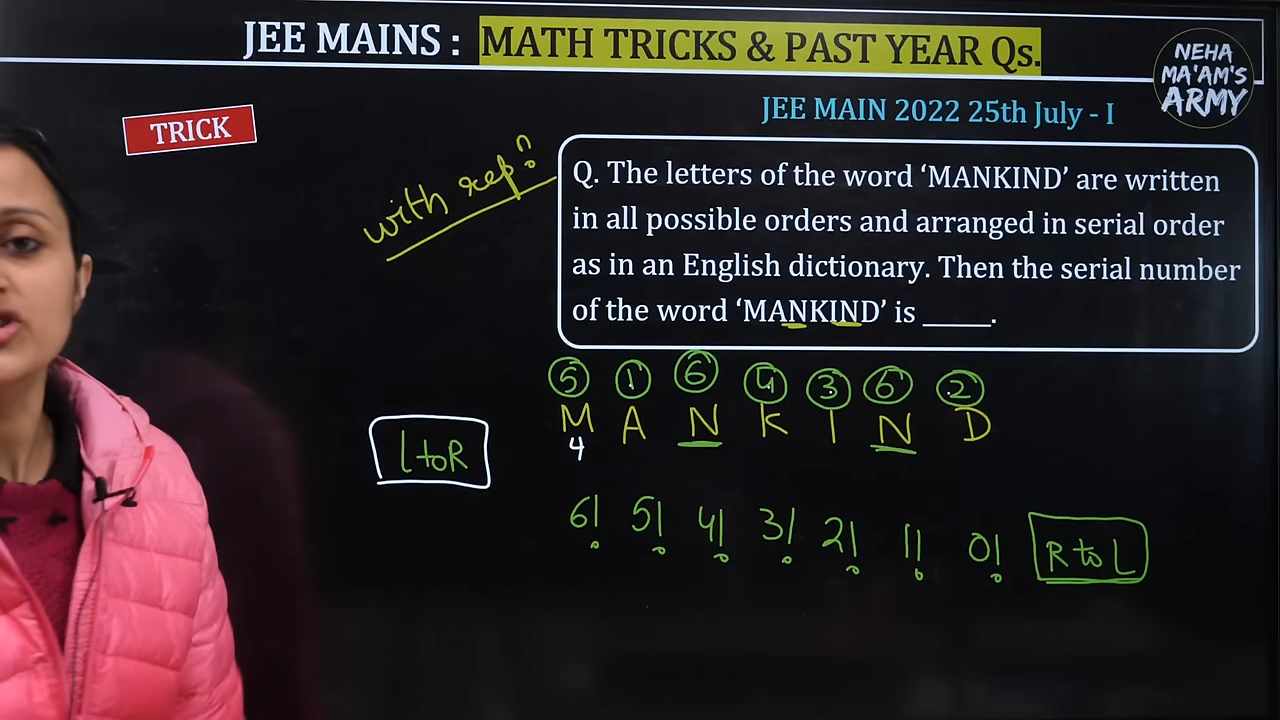 JEE MAINS : MATH TRICKS & PAST YEAR Qs.
NEHA
MA'AM'S
ARMY
JEE MAIN 2022 25th July - I
TRICK
with rep?
Q. The letters of the word ‘MANKIND’ are written
in all possible orders and arranged in serial order
as in an English dictionary. Then the serial number
of the word ‘MANKIND’ is _____.
5 1 6 4 3 6 2
M A N K I N D
4
L to R
6! 5! 4! 3! 2! 1! 0! R to L